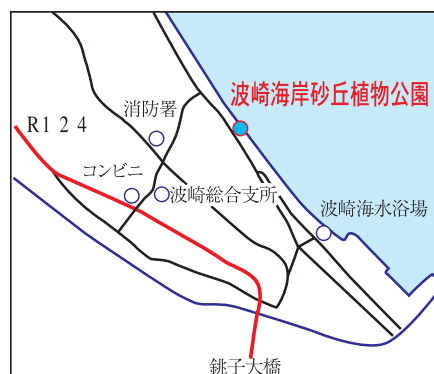 波崎海岸砂丘植物公園
消防署
R124
コンビニ
波崎総合支所
波崎海水浴場
銚子大橋